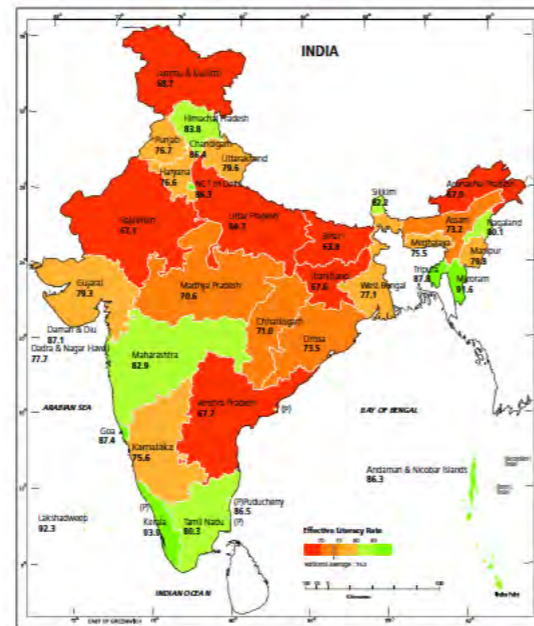 INDIA
Jammu & Kashmir
68.7
Himachal Pradesh
83.8
Punjab
76.7
Chandigarh
86.4
Uttarakhand
79.6
Haryana
76.6
NCT of Delhi
86.3
Rajasthan
67.1
Uttar Pradesh
69.7
Bihar
63.8
Sikkim
82.2
Arunachal Pradesh
67.0
Assam
73.2
Nagaland
80.1
Meghalaya
75.5
Manipur
79.8
Tripura
87.8
Mizoram
91.6
Jharkhand
67.6
West Bengal
77.1
Gujarat
79.3
Madhya Pradesh
70.6
Chhattisgarh
71.0
Orissa
73.5
Daman & Diu
87.1
Dadra & Nagar Haveli
77.7
Maharashtra
82.9
Andhra Pradesh
67.7
(P)
ARABIAN SEA
BAY OF BENGAL
Goa
87.4
Karnataka
75.6
Andaman & Nicobar Islands
86.3
(P)
(P)Puducherry
86.5
(P)
Lakshadweep
92.3
Kerala
93.9
Tamil Nadu
80.3
Effective Literacy Rate
INDIAN OCEAN
EAST OF GREENWICH